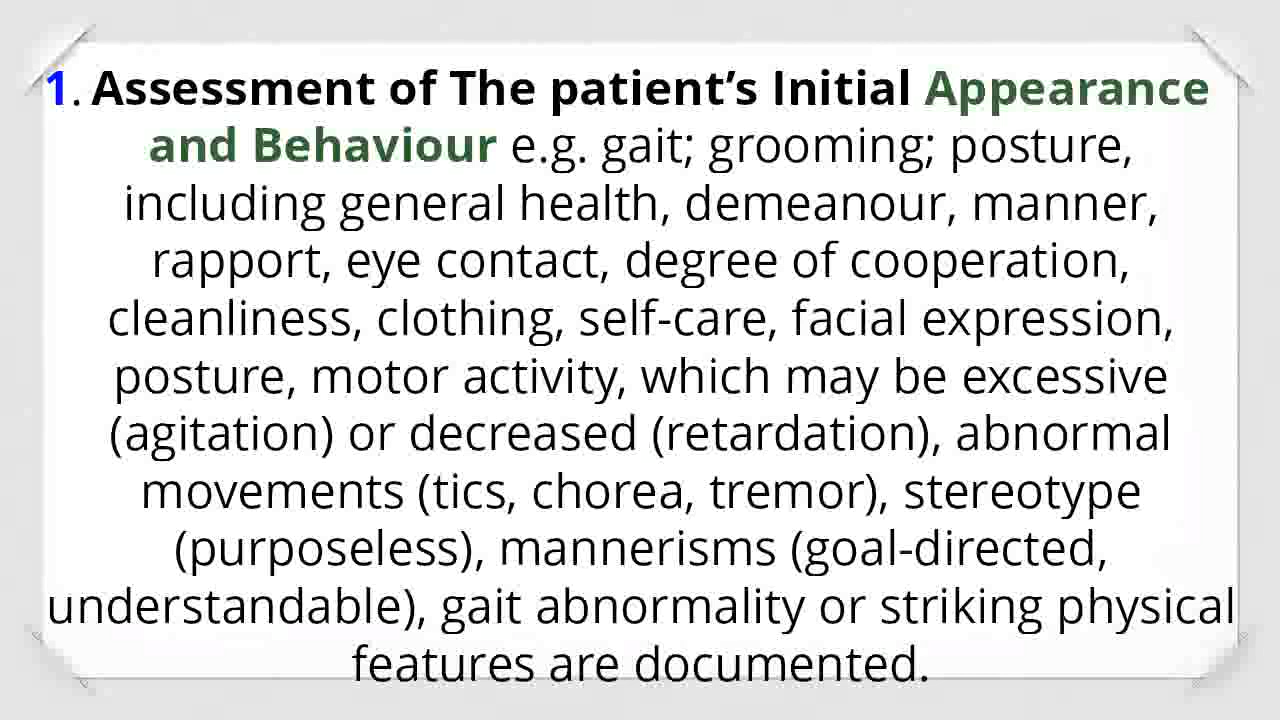 1. Assessment of The patient’s Initial Appearance
and Behaviour e.g. gait; grooming; posture,
including general health, demeanour, manner,
rapport, eye contact, degree of cooperation,
cleanliness, clothing, self-care, facial expression,
posture, motor activity, which may be excessive
(agitation) or decreased (retardation), abnormal
movements (tics, chorea, tremor), stereotype
(purposeless), mannerisms (goal-directed,
understandable), gait abnormality or striking physical
features are documented.